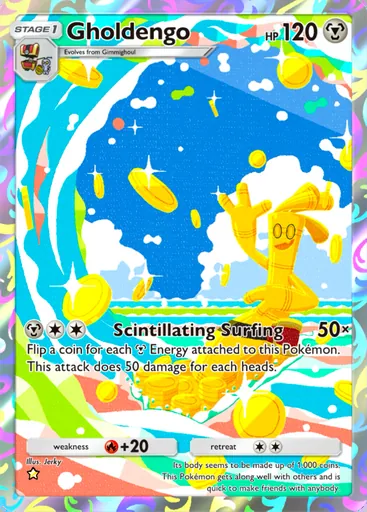 STAGE 1 Gholdengo HP 120
Evolves from Gimmighoul
Scintillating Surfing 50×
Flip a coin for each Energy attached to this Pokémon.
This attack does 50 damage for each heads.
weakness +20 retreat
Illus. Jerky
Its body seems to be made up of 1,000 coins.
This Pokémon gets along well with others and is
quick to make friends with anybody.